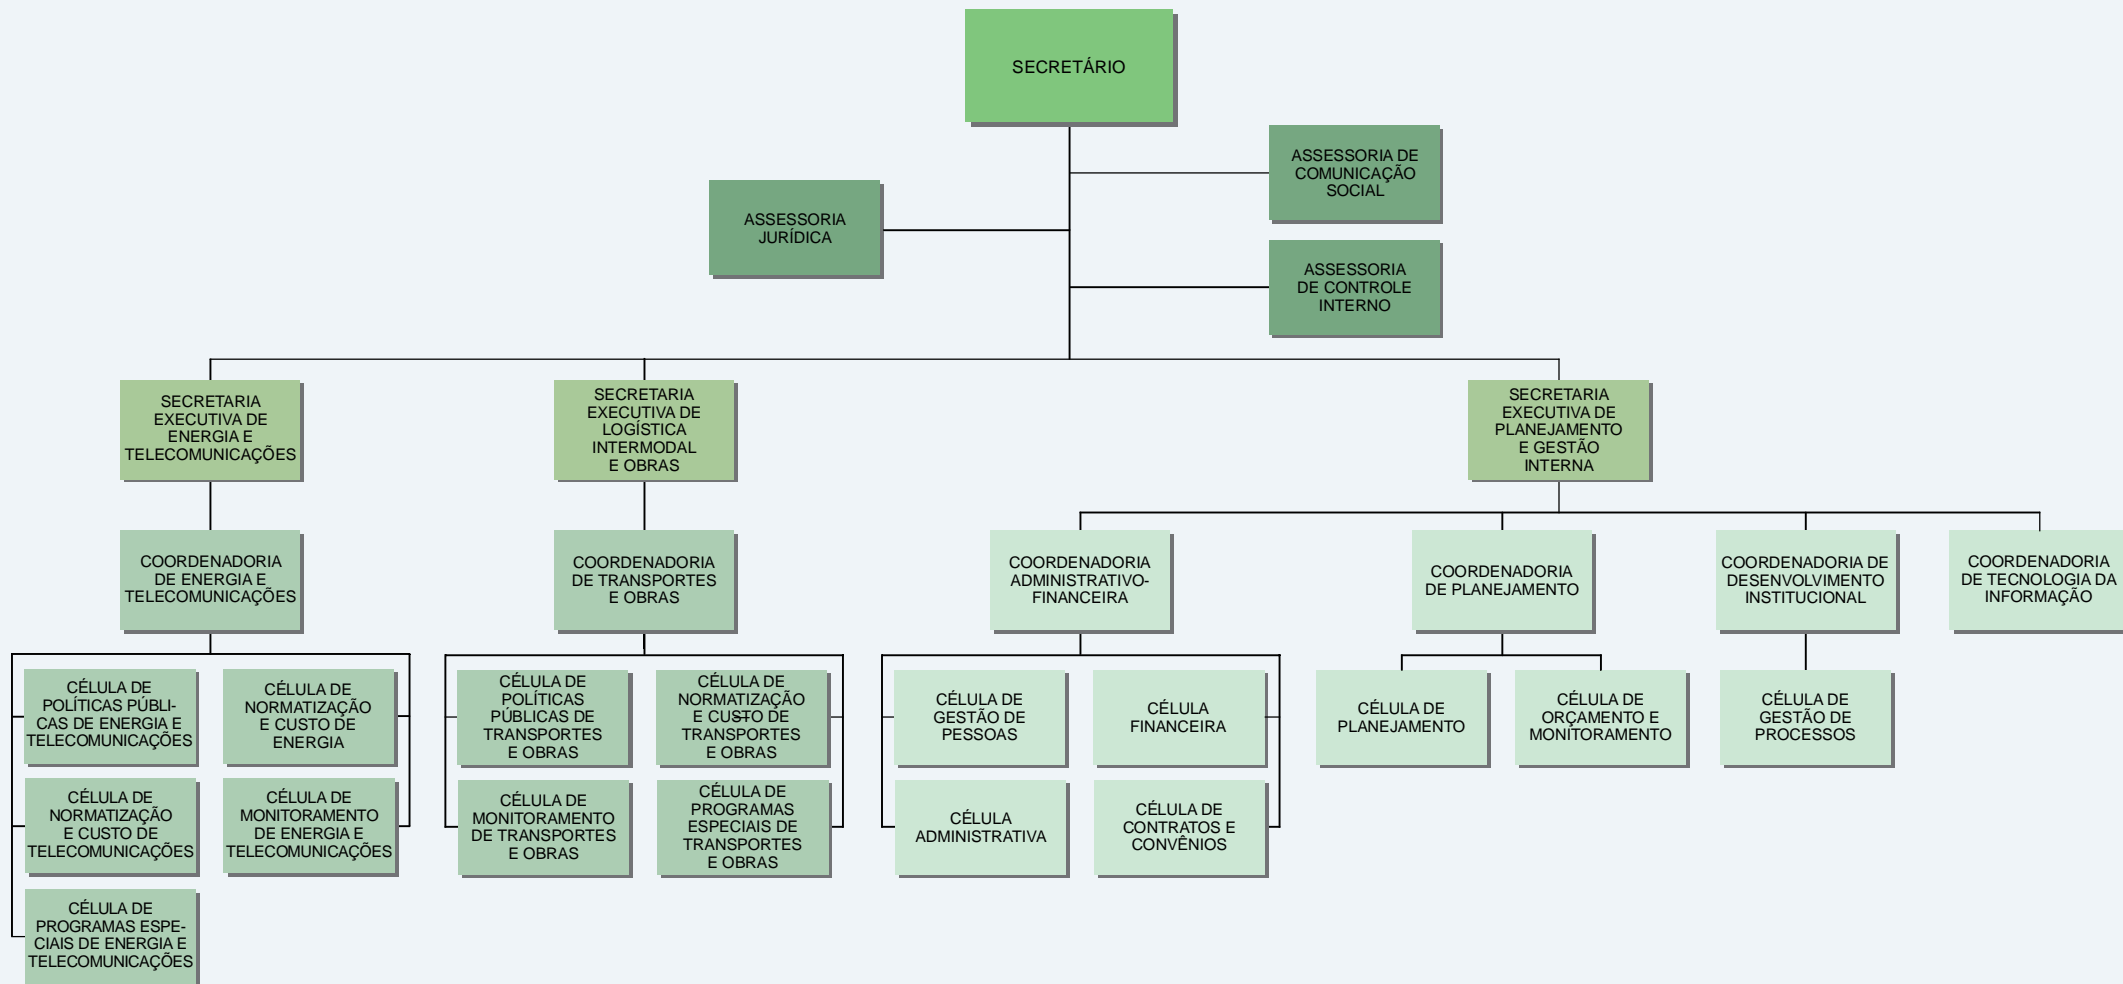 SECRETÁRIO
ASSESSORIA DE
COMUNICAÇÃO
SOCIAL
ASSESSORIA
JURÍDICA
ASSESSORIA
DE CONTROLE
INTERNO
SECRETARIA
EXECUTIVA DE
ENERGIA E
TELECOMUNICAÇÕES
SECRETARIA
EXECUTIVA DE
LOGÍSTICA
INTERMODAL
E OBRAS
SECRETARIA
EXECUTIVA DE
PLANEJAMENTO
E GESTÃO
INTERNA
COORDENADORIA
DE ENERGIA E
TELECOMUNICAÇÕES
COORDENADORIA
DE TRANSPORTES
E OBRAS
COORDENADORIA
ADMINISTRATIVO-
FINANCEIRA
COORDENADORIA
DE PLANEJAMENTO
COORDENADORIA DE
DESENVOLVIMENTO
INSTITUCIONAL
COORDENADORIA
DE TECNOLOGIA DA
INFORMAÇÃO
CÉLULA DE
POLÍTICAS PÚBLI-
CAS DE ENERGIA E
TELECOMUNICAÇÕES
CÉLULA DE
NORMATIZAÇÃO
E CUSTO DE
ENERGIA
CÉLULA DE
POLÍTICAS
PÚBLICAS DE
TRANSPORTES
E OBRAS
CÉLULA DE
NORMATIZAÇÃO
E CUSTO DE
TRANSPORTES
E OBRAS
CÉLULA DE
GESTÃO DE
PESSOAS
CÉLULA
FINANCEIRA
CÉLULA DE
PLANEJAMENTO
CÉLULA DE
ORÇAMENTO E
MONITORAMENTO
CÉLULA DE
GESTÃO DE
PROCESSOS
CÉLULA DE
NORMATIZAÇÃO
E CUSTO DE
TELECOMUNICAÇÕES
CÉLULA DE
MONITORAMENTO
DE ENERGIA E
TELECOMUNICAÇÕES
CÉLULA DE
MONITORAMENTO
DE TRANSPORTES
E OBRAS
CÉLULA DE
PROGRAMAS
ESPECIAIS DE
TRANSPORTES
E OBRAS
CÉLULA
ADMINISTRATIVA
CÉLULA DE
CONTRATOS E
CONVÊNIOS
CÉLULA DE
PROGRAMAS ESPE-
CIAIS DE ENERGIA E
TELECOMUNICAÇÕES